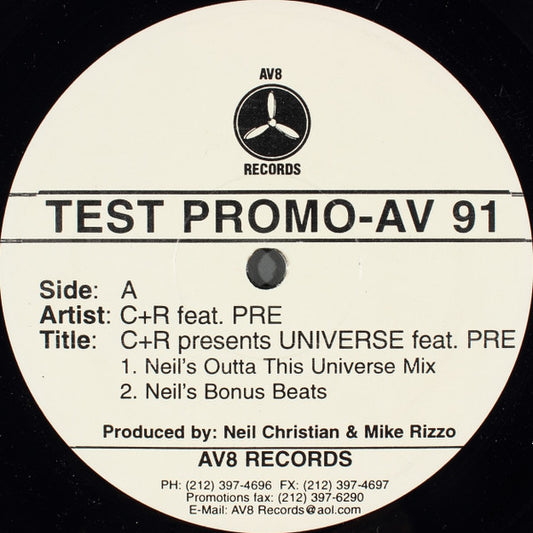 AV8
RECORDS
TEST PROMO-AV 91
Side: A
Artist: C+R feat. PRE
Title: C+R presents UNIVERSE feat. PRE
1. Neil's Outta This Universe Mix
2. Neil's Bonus Beats
Produced by: Neil Christian & Mike Rizzo
AV8 RECORDS
PH: (212) 397-4696 FX: (212) 397-4697
Promotions fax: (212) 397-6290
E-Mail: AV8 Records@aol.com